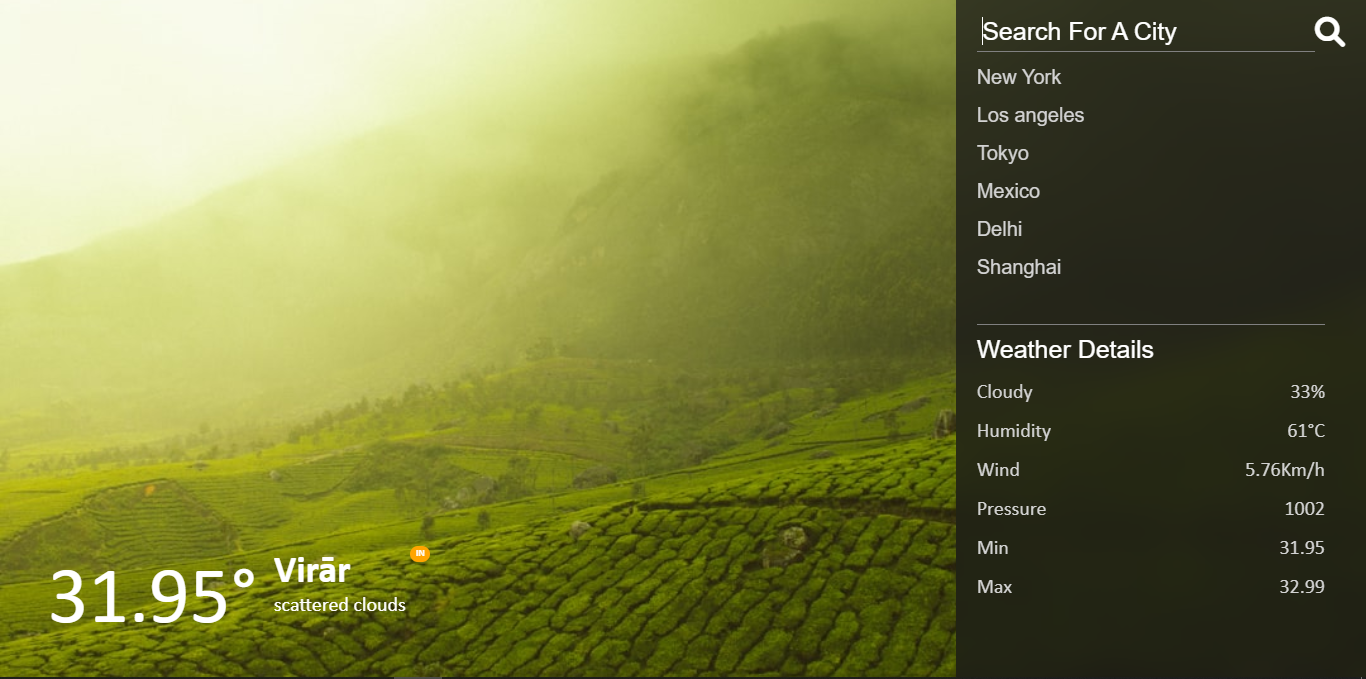 Search For A City
New York
Los angeles
Tokyo
Mexico
Delhi
Shanghai
Weather Details
Cloudy 33%
Humidity 61°C
Wind 5.76Km/h
Pressure 1002
Min 31.95
Max 32.99
31.95°
Virār
IN
scattered clouds